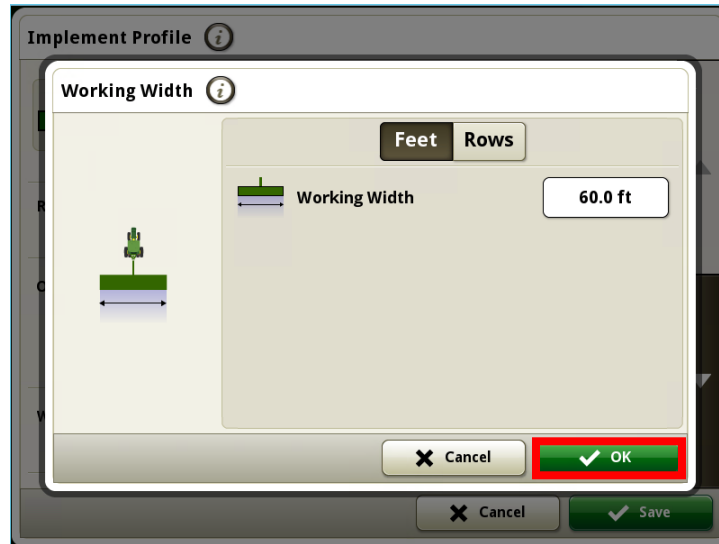 Implement Profile i
Working Width i
Feet Rows
Working Width 60.0 ft
Cancel OK
Cancel Save